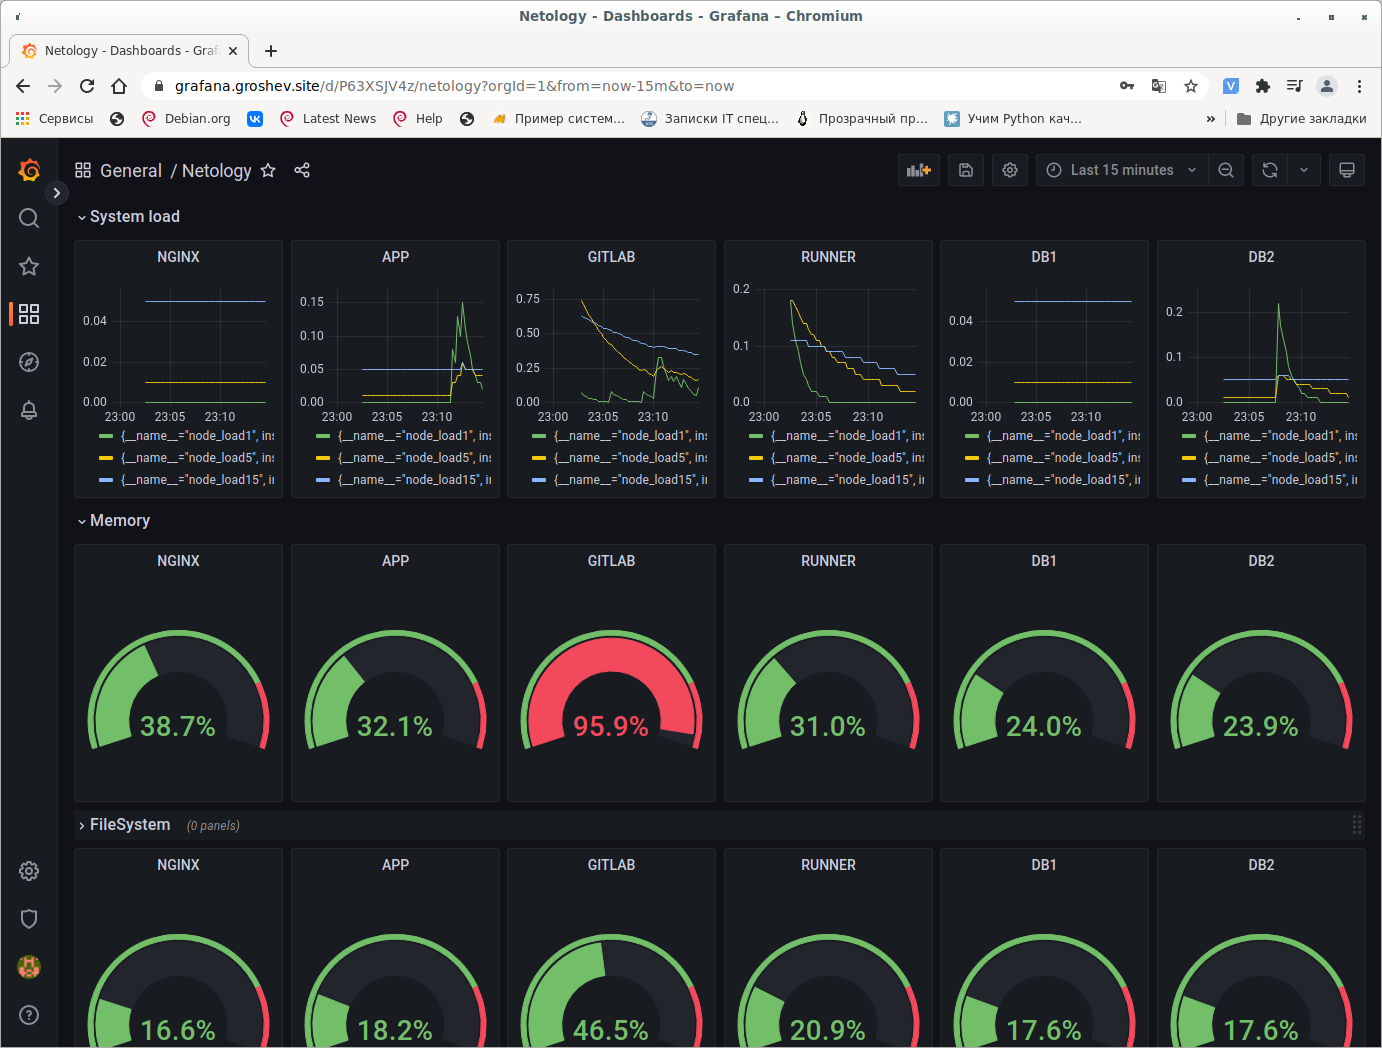 Netology - Dashboards - Grafana – Chromium
Netology - Dashboards - Graf
grafana.groshev.site/d/P63XSJV4z/netology?orgId=1&from=now-15m&to=now
Сервисы Debian.org Latest News Help Пример систем… Записки IT спец… Прозрачный пр… Учим Python кач… » Другие закладки
General / Netology Last 15 minutes
System load
NGINX APP GITLAB RUNNER DB1 DB2
0.04
0.02
0.00
23:00 23:05 23:10
{__name__="node_load1", ins
{__name__="node_load5", ins
{__name__="node_load15", i
0.15
0.10
0.05
0.00
23:00 23:05 23:10
{__name__="node_load1", ins
{__name__="node_load5", ins
{__name__="node_load15", i
0.75
0.50
0.25
0.00
23:00 23:05 23:10
{__name__="node_load1", ins
{__name__="node_load5", ins
{__name__="node_load15", i
0.2
0.1
0.0
23:00 23:05 23:10
{__name__="node_load1", ins
{__name__="node_load5", ins
{__name__="node_load15", i
0.04
0.02
0.00
23:00 23:05 23:10
{__name__="node_load1", ins
{__name__="node_load5", ins
{__name__="node_load15", i
0.2
0.1
0.0
23:00 23:05 23:10
{__name__="node_load1", ins
{__name__="node_load5", ins
{__name__="node_load15", i
Memory
NGINX APP GITLAB RUNNER DB1 DB2
38.7% 32.1% 95.9% 31.0% 24.0% 23.9%
FileSystem (0 panels)
NGINX APP GITLAB RUNNER DB1 DB2
16.6% 18.2% 46.5% 20.9% 17.6% 17.6%